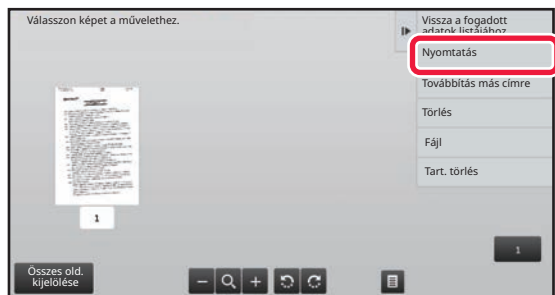 Válasszon képet a művelethez.
Vissza a fogadott
adatok listájához
Nyomtatás
Továbbítás más címre
Törlés
Fájl
Tart. törlés
1
1
Összes old.
kijelölése